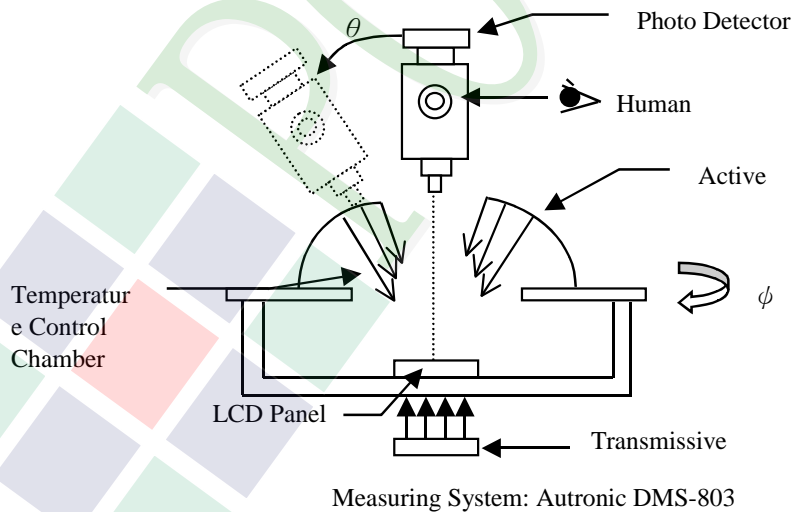 Photo Detector
θ
Human
Active
Temperatur
e Control
Chamber
ϕ
LCD Panel
Transmissive
Measuring System: Autronic DMS-803